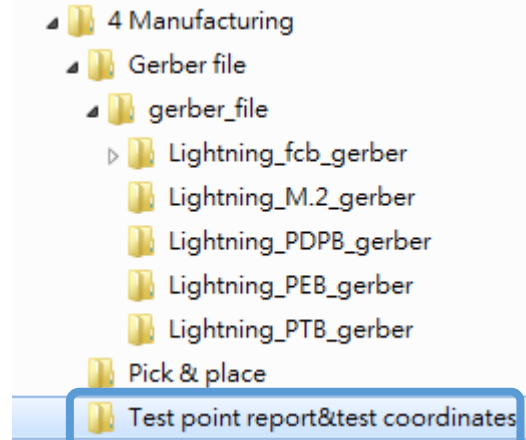 4 Manufacturing
Gerber file
gerber_file
Lightning_fcb_gerber
Lightning_M.2_gerber
Lightning_PDPB_gerber
Lightning_PEB_gerber
Lightning_PTB_gerber
Pick & place
Test point report&test coordinates